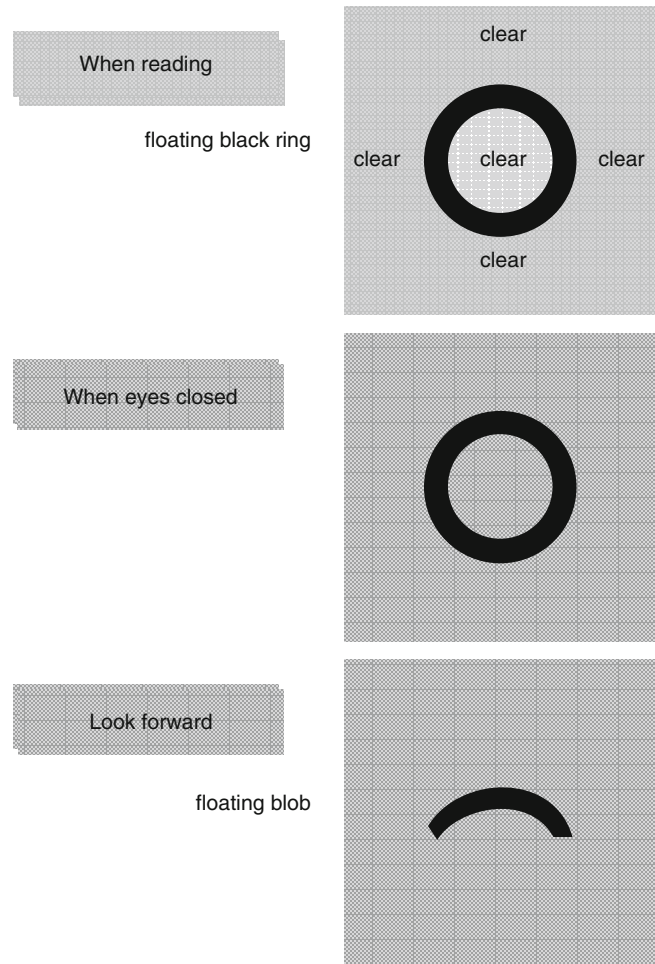 When reading
floating black ring
clear
clear clear clear
clear
When eyes closed
Look forward
floating blob